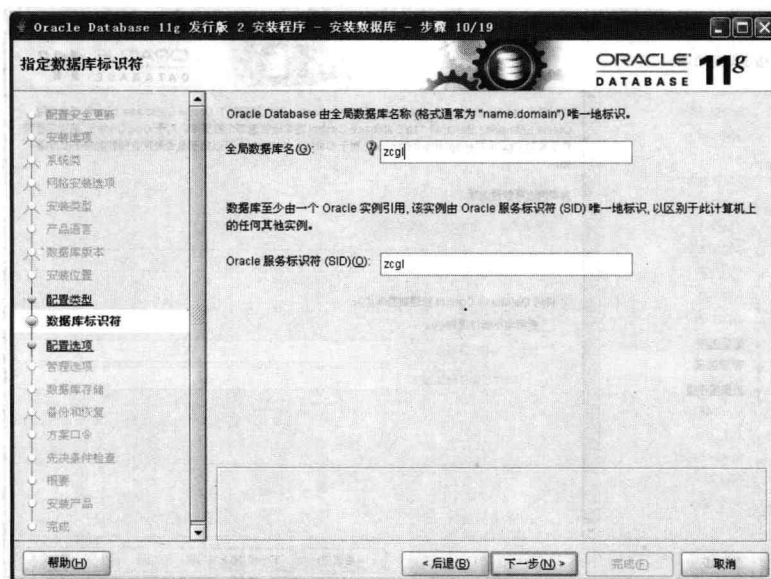 Oracle Database 11g 发行版 2 安装程序 - 安装数据库 - 步骤 10/19
指定数据库标识符
ORACLE
DATABASE
11g
配置安全更新
安装选项
系统类
网格安装选项
安装类型
产品语言
数据库版本
安装位置
配置类型
数据库标识符
配置选项
管理选项
数据库存储
备份和恢复
方案口令
先决条件检查
概要
安装产品
完成
Oracle Database 由全局数据库名称 (格式通常为 "name.domain") 唯一地标识。
全局数据库名(G): zcgl
数据库至少由一个 Oracle 实例引用, 该实例由 Oracle 服务标识符 (SID) 唯一地标识, 以区别于此计算机上
的任何其他实例。
Oracle 服务标识符 (SID)(O): zcgl
帮助(H)
< 后退(B)
下一步(N) >
完成(F)
取消